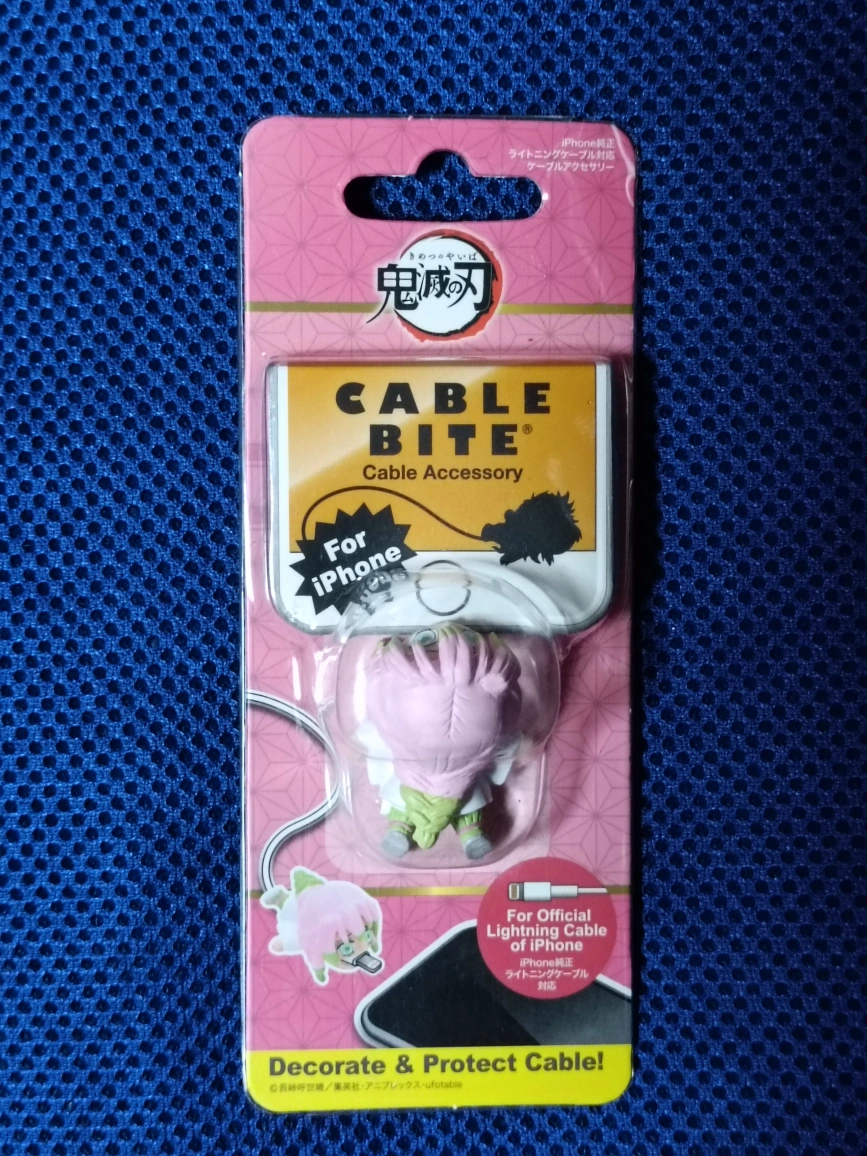 iPhone純正
ライトニングケーブル対応
ケーブルアクセサリー
きめつのやいば
鬼滅の刃
CABLE
BITE®
Cable Accessory
For
iPhone
For Official
Lightning Cable
of iPhone
iPhone純正
ライトニングケーブル
対応
Decorate & Protect Cable!
©吾峠呼世晴／集英社・アニプレックス・ufotable